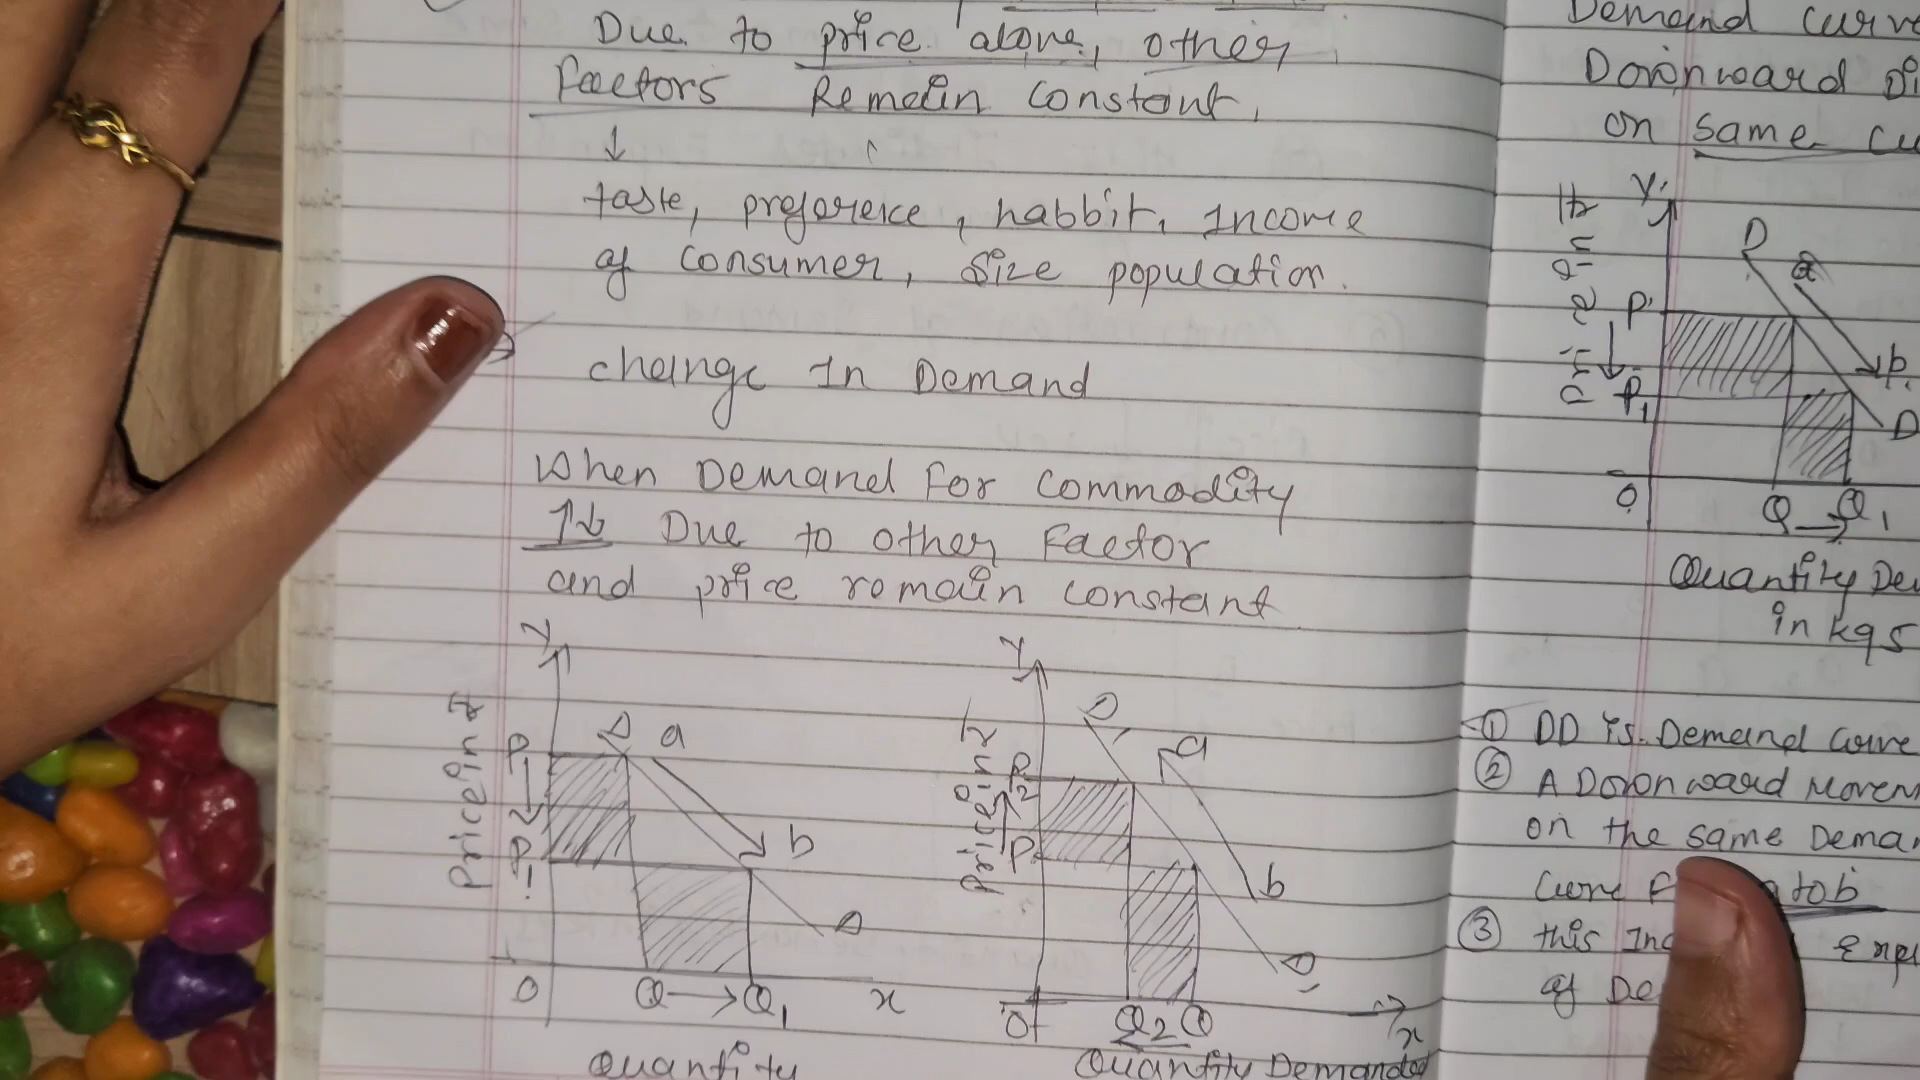 Due to price alone, other
Factors Remain Constant,
↓
taste, preference, habbit, Income
of Consumer, Size population.
Change In Demand
When Demand For Commodity
↑↓ Due to other Factor
and price remain constant
Y
Price in ₹
P
P1
D
a
b
D
O
Q → Q1
x
Quantity
Y
Price in ₹
P2
P
D
a
b
D
O
Q2 Q
x
Quantity Demanded
Demand Curve
Downward
on same
Y
P
P1
D
a
b
D
O
Q → Q1
Quantity
in kgs
① DD is Demand Curve
② A Downward
on the same
Curve to b
③ this
of